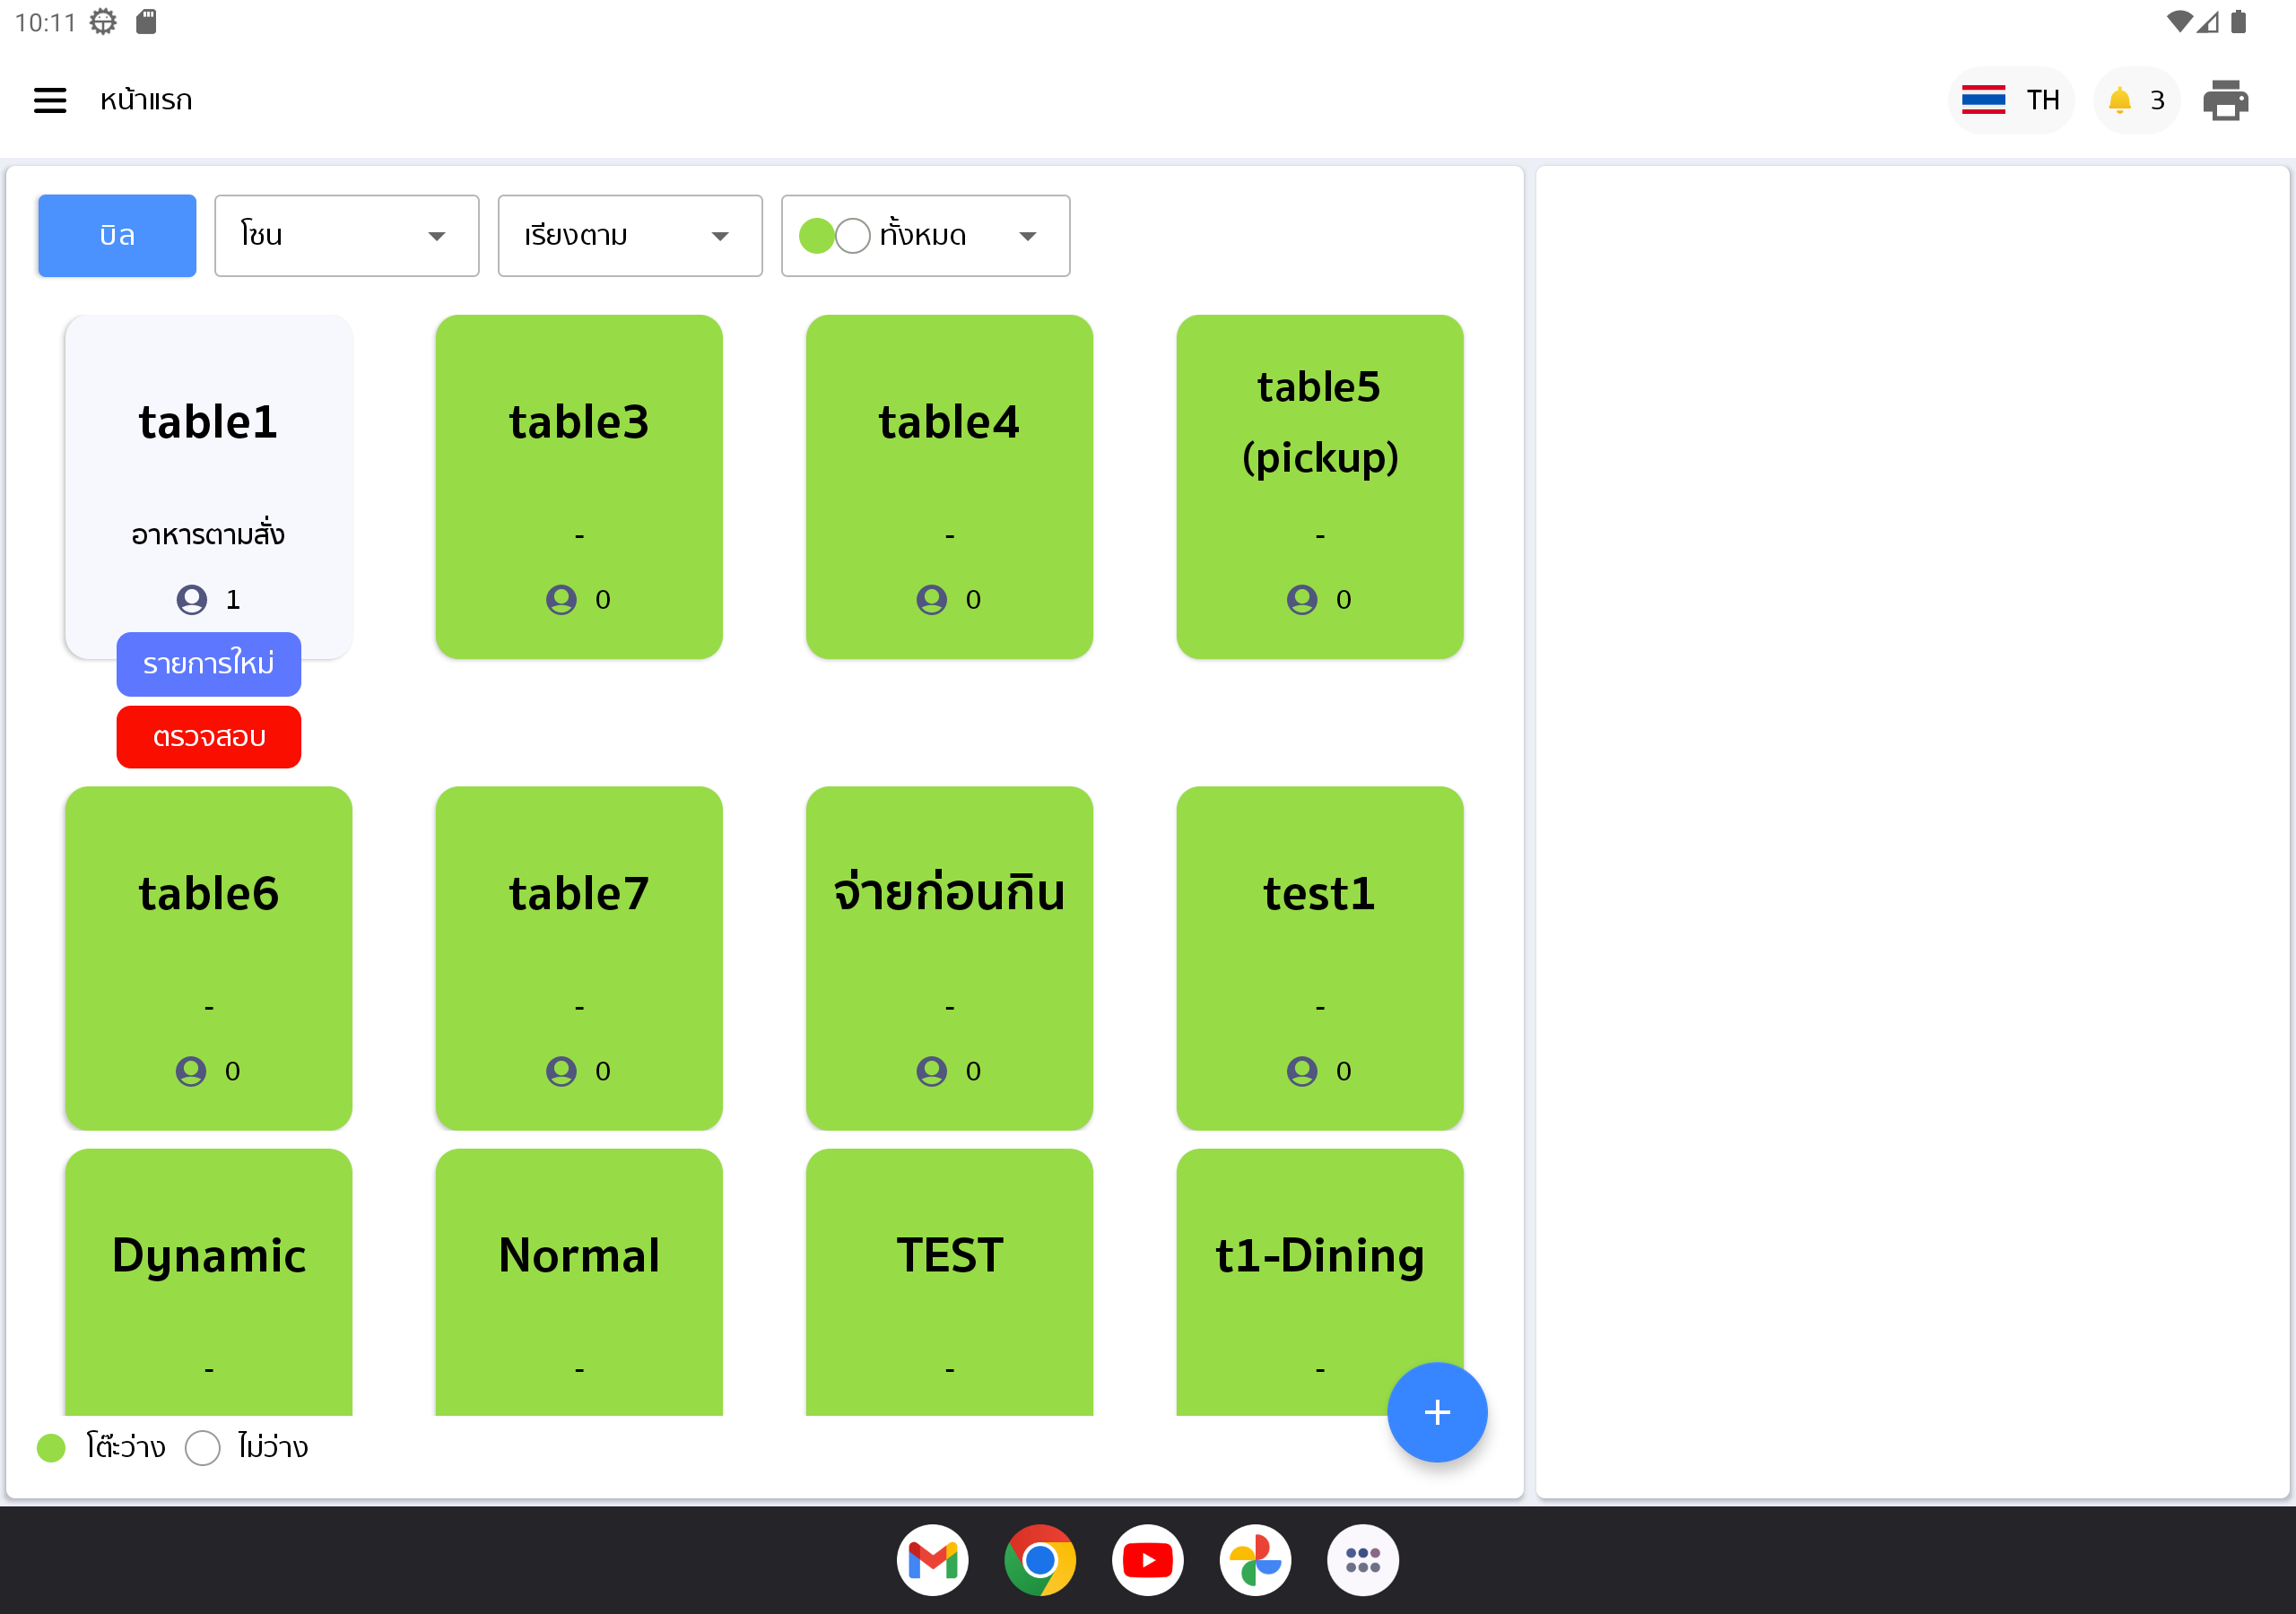 10:11
หน้าแรก
TH
3
บิล
โซน
เรียงตาม
ทั้งหมด
table1
table3
table4
table5
(pickup)
อาหารตามสั่ง
-
-
-
1
0
0
0
รายการใหม่
ตรวจสอบ
table6
table7
จ่ายก่อนกิน
test1
-
-
-
-
0
0
0
0
Dynamic
Normal
TEST
t1-Dining
-
-
-
-
+
โต๊ะว่าง
ไม่ว่าง